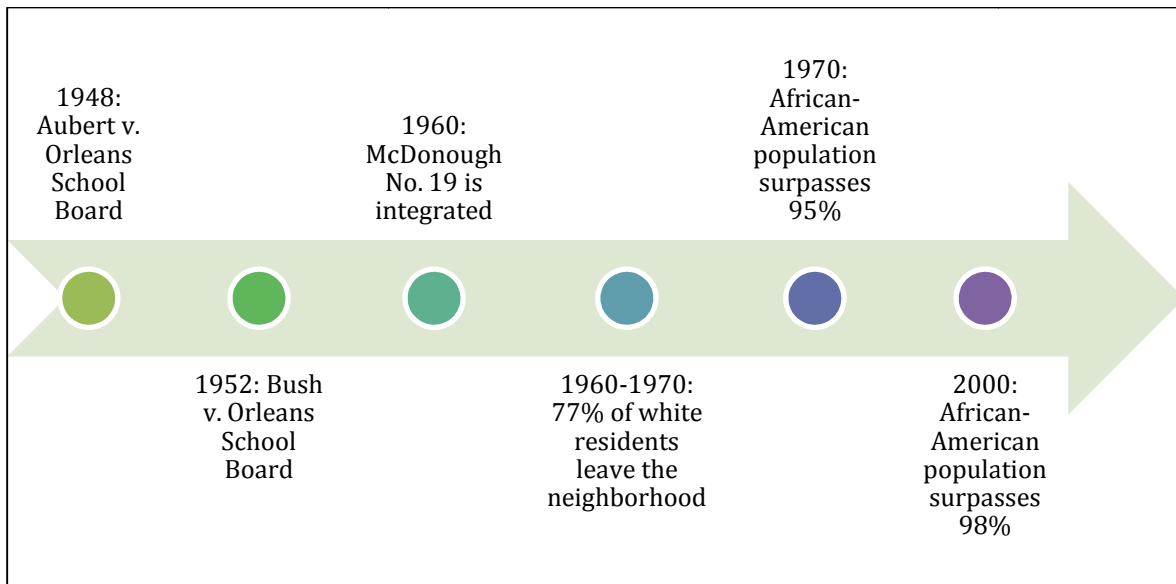 1948:
Aubert v.
Orleans
School
Board
1952: Bush
v. Orleans
School
Board
1960:
McDonough
No. 19 is
integrated
1960-1970:
77% of white
residents
leave the
neighborhood
1970:
African-
American
population
surpasses
95%
2000:
African-
American
population
surpasses
98%